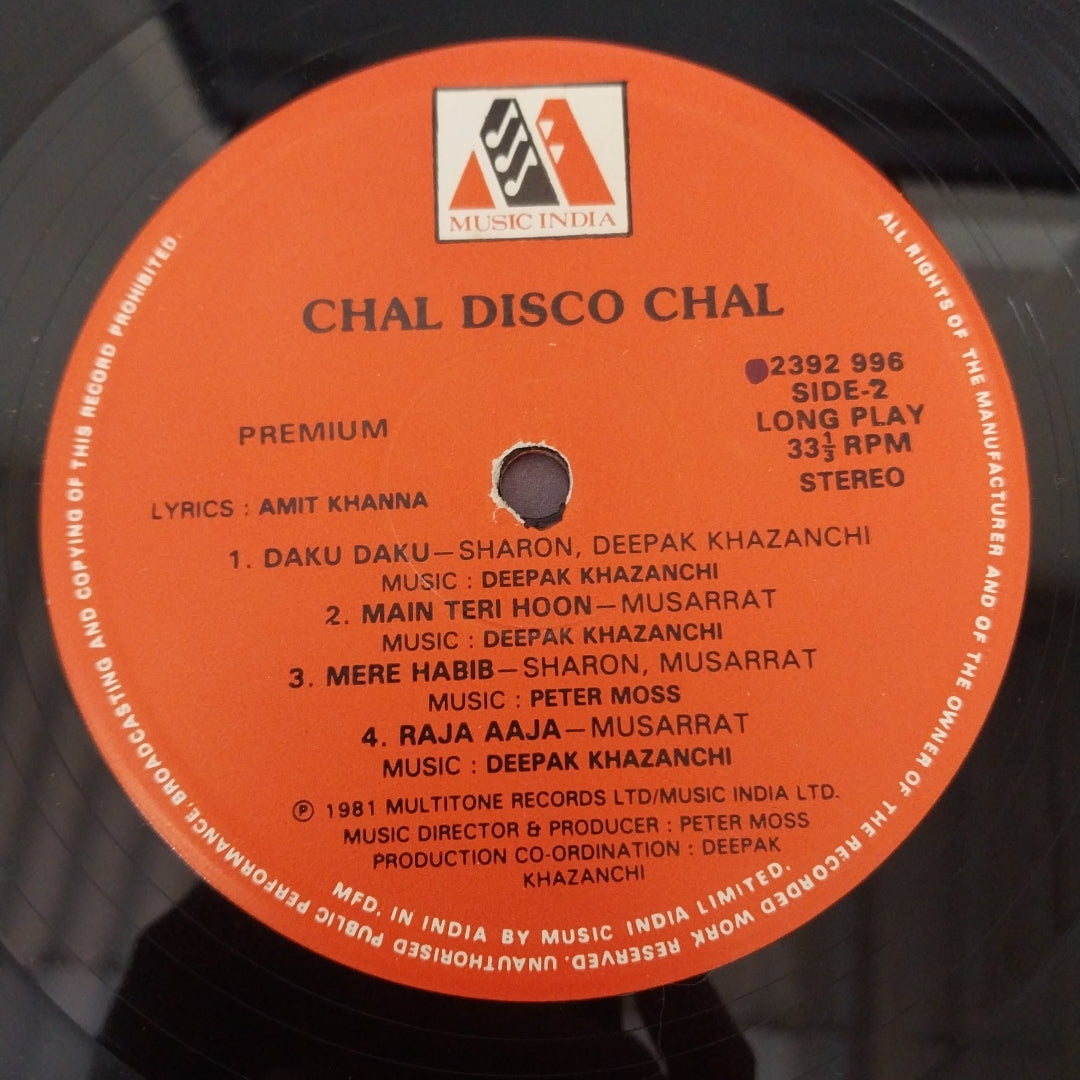 MUSIC INDIA
CHAL DISCO CHAL
2392 996
SIDE-2
LONG PLAY
33⅓ RPM
STEREO
PREMIUM
LYRICS : AMIT KHANNA
1. DAKU DAKU—SHARON, DEEPAK KHAZANCHI
MUSIC : DEEPAK KHAZANCHI
2. MAIN TERI HOON—MUSARRAT
MUSIC : DEEPAK KHAZANCHI
3. MERE HABIB—SHARON, MUSARRAT
MUSIC : PETER MOSS
4. RAJA AAJA—MUSARRAT
MUSIC : DEEPAK KHAZANCHI
Ⓟ 1981 MULTITONE RECORDS LTD/MUSIC INDIA LTD.
MUSIC DIRECTOR & PRODUCER : PETER MOSS
PRODUCTION CO-ORDINATION : DEEPAK
KHAZANCHI
MFD. IN INDIA BY MUSIC INDIA LIMITED.
ALL RIGHTS OF THE MANUFACTURER AND OF THE OWNER OF THE RECORDED WORK RESERVED. UNAUTHORISED PUBLIC PERFORMANCE, BROADCASTING AND COPYING OF THIS RECORD PROHIBITED.